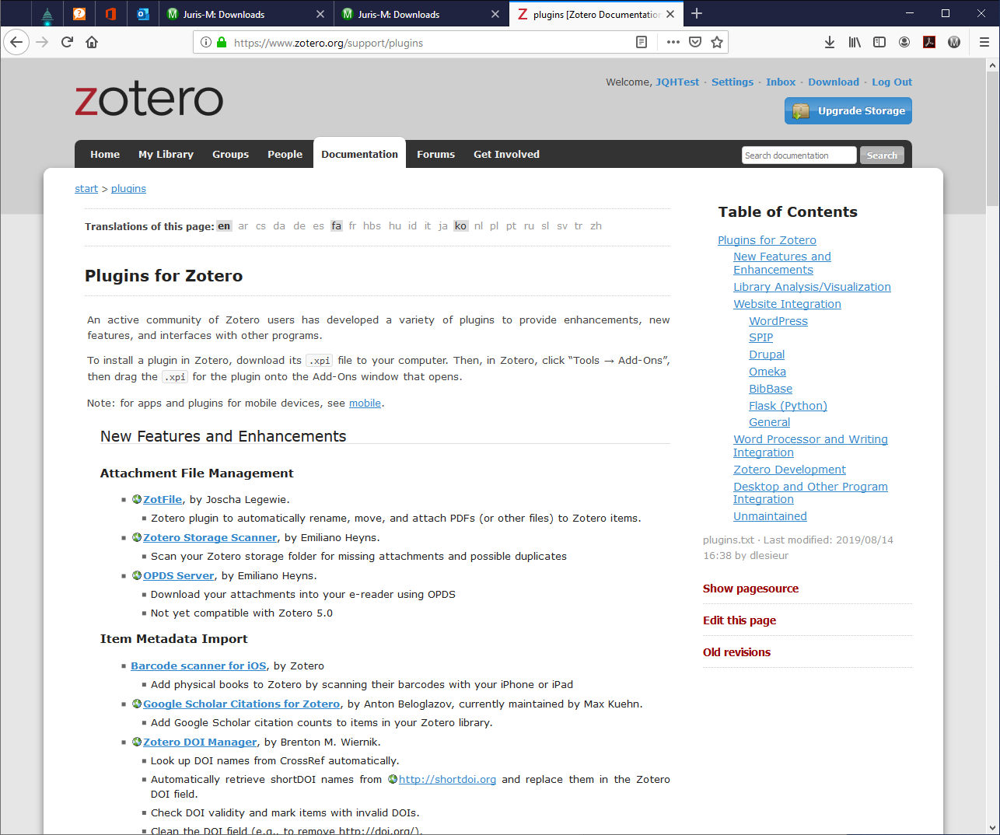 Juris-M: Downloads
Juris-M: Downloads
plugins [Zotero Documentation
https://www.zotero.org/support/plugins
zotero
Welcome, JQHTest · Settings · Inbox · Download · Log Out
Upgrade Storage
Home My Library Groups People Documentation Forums Get Involved
Search documentation
Search
start > plugins
Translations of this page: en ar cs da de es fa fr hbs hu id it ja ko nl pl pt ru sl sv tr zh
Plugins for Zotero
An active community of Zotero users has developed a variety of plugins to provide enhancements, new
features, and interfaces with other programs.
To install a plugin in Zotero, download its .xpi file to your computer. Then, in Zotero, click “Tools → Add-Ons”,
then drag the .xpi for the plugin onto the Add-Ons window that opens.
Note: for apps and plugins for mobile devices, see mobile.
New Features and Enhancements
Attachment File Management
ZotFile, by Joscha Legewie.
Zotero plugin to automatically rename, move, and attach PDFs (or other files) to Zotero items.
Zotero Storage Scanner, by Emiliano Heyns.
Scan your Zotero storage folder for missing attachments and possible duplicates
OPDS Server, by Emiliano Heyns.
Download your attachments into your e-reader using OPDS
Not yet compatible with Zotero 5.0
Item Metadata Import
Barcode scanner for iOS, by Zotero
Add physical books to Zotero by scanning their barcodes with your iPhone or iPad
Google Scholar Citations for Zotero, by Anton Beloglazov, currently maintained by Max Kuehn.
Add Google Scholar citation counts to items in your Zotero library.
Zotero DOI Manager, by Brenton M. Wiernik.
Look up DOI names from CrossRef automatically.
Automatically retrieve shortDOI names from http://shortdoi.org and replace them in the Zotero
DOI field.
Check DOI validity and mark items with invalid DOIs.
Clean the DOI field (e.g., to remove http://doi.org/).
Table of Contents
Plugins for Zotero
New Features and
Enhancements
Library Analysis/Visualization
Website Integration
WordPress
SPIP
Drupal
Omeka
BibBase
Flask (Python)
General
Word Processor and Writing
Integration
Zotero Development
Desktop and Other Program
Integration
Unmaintained
plugins.txt · Last modified: 2019/08/14
16:38 by dlesieur
Show pagesource
Edit this page
Old revisions